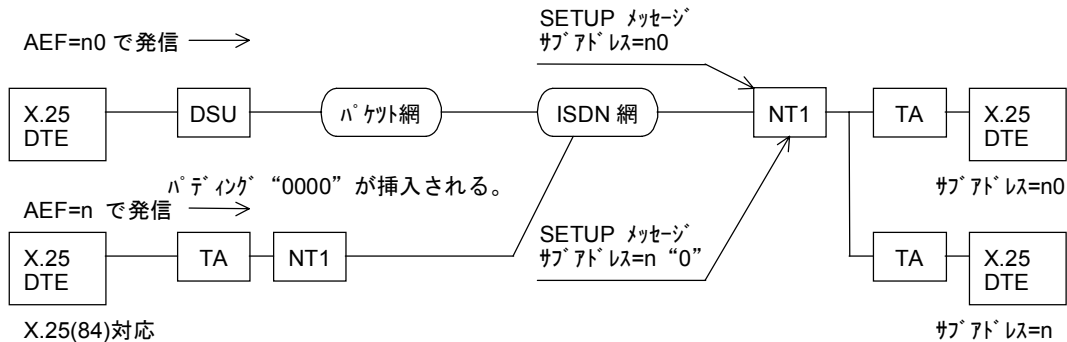 SETUP ﾒｯｾｰｼﾞ
ｻﾌﾞｱﾄﾞﾚｽ=n0
AEF=n0 で発信
X.25
DTE
DSU
ﾊﾟｹｯﾄ網
ISDN 網
NT1
TA
X.25
DTE
ﾊﾟﾃﾞｨﾝｸﾞ “0000”が挿入される。
ｻﾌﾞｱﾄﾞﾚｽ=n0
AEF=n で発信
SETUP ﾒｯｾｰｼﾞ
ｻﾌﾞｱﾄﾞﾚｽ=n “0”
X.25
DTE
TA
NT1
TA
X.25
DTE
X.25(84)対応
ｻﾌﾞｱﾄﾞﾚｽ=n